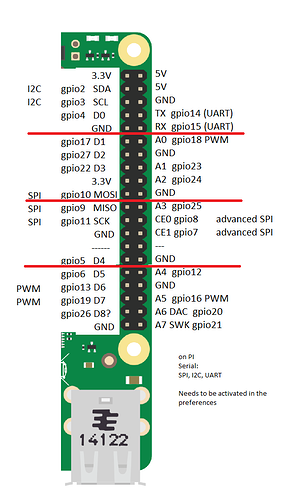 3.3V 5V
I2C gpio2 SDA 5V
I2C gpio3 SCL GND
gpio4 D0 TX gpio14 (UART)
GND RX gpio15 (UART)
gpio17 D1 A0 gpio18 PWM
gpio27 D2 GND
gpio22 D3 A1 gpio23
3.3V A2 gpio24
SPI gpio10 MOSI GND
SPI gpio9 MISO A3 gpio25
SPI gpio11 SCK CE0 gpio8 advanced SPI
GND CE1 gpio7 advanced SPI
------ ---
gpio5 D4 GND
gpio6 D5 A4 gpio12
PWM gpio13 D6 GND
PWM gpio19 D7 A5 gpio16 PWM
gpio26 D8? A6 DAC gpio20
GND A7 SWK gpio21
on PI
Serial:
SPI, I2C, UART
Needs to be activated in the
preferences
14122